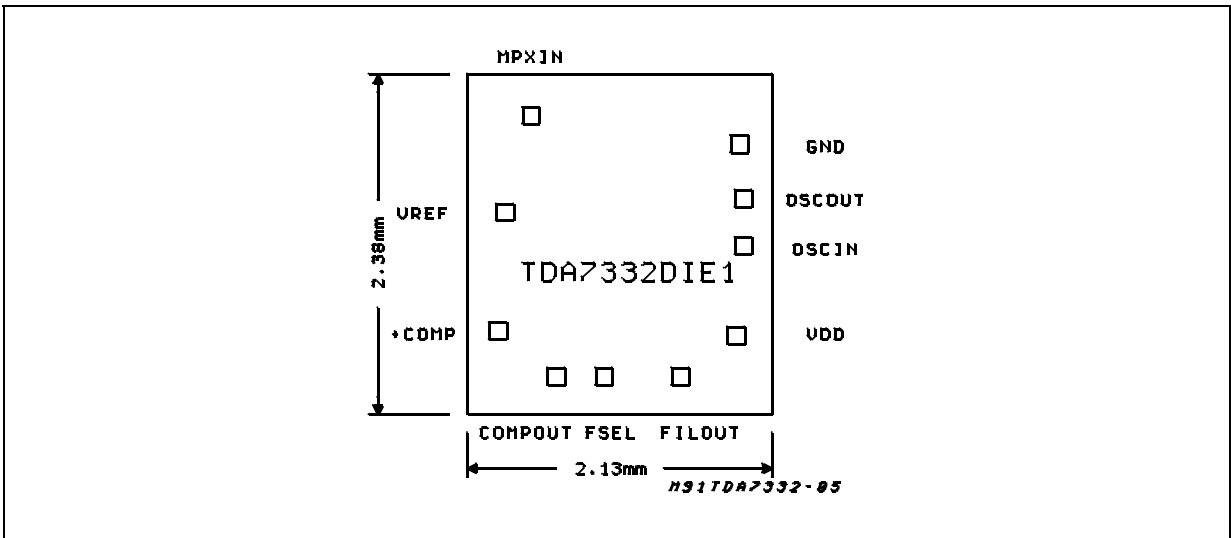 MPXIN
GND
OSCOUT
VREF
OSCIN
2.38mm
TDA7332DIE1
+COMP
VDD
COMPOUT FSEL FILOUT
2.13mm
M91TDA7332-05